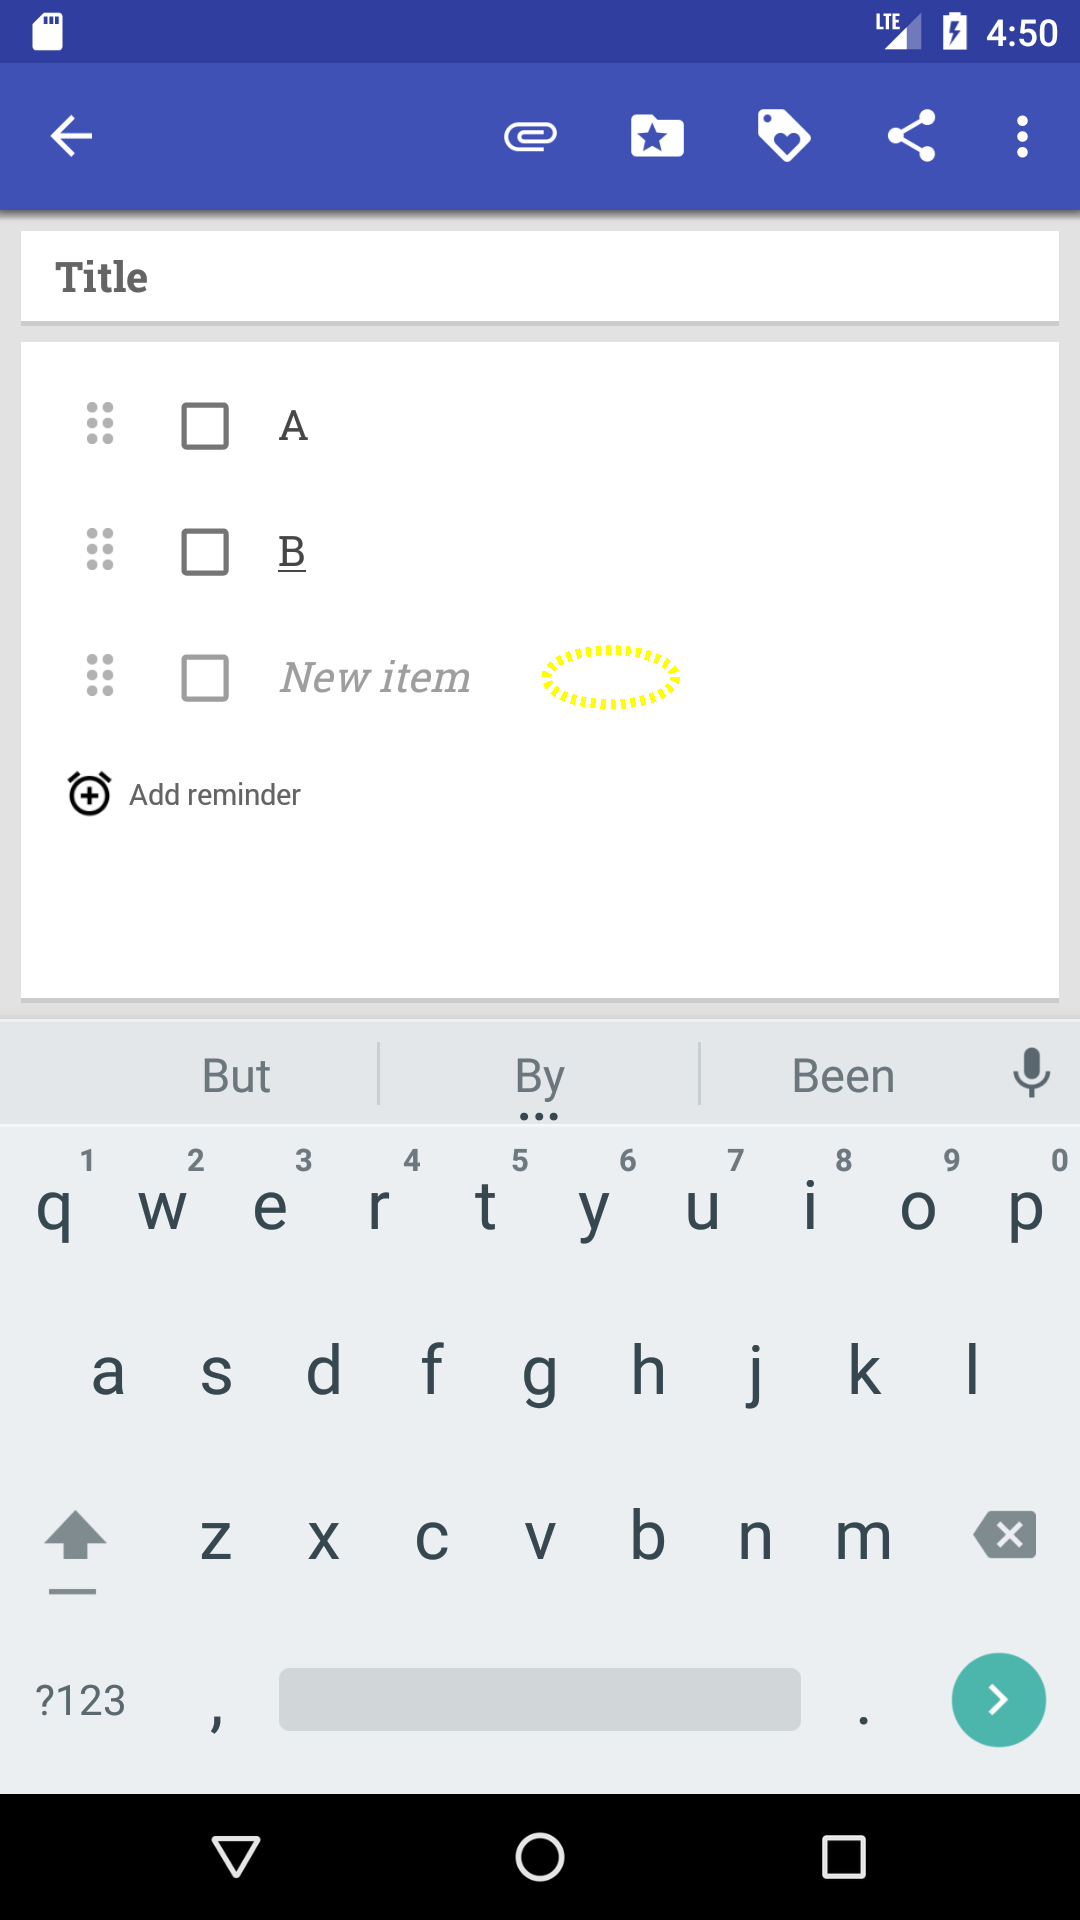 LTE 4:50
Title
A
B
New item
Add reminder
But By Been
1 2 3 4 5 6 7 8 9 0
q w e r t y u i o p
a s d f g h j k l
z x c v b n m
?123 , .